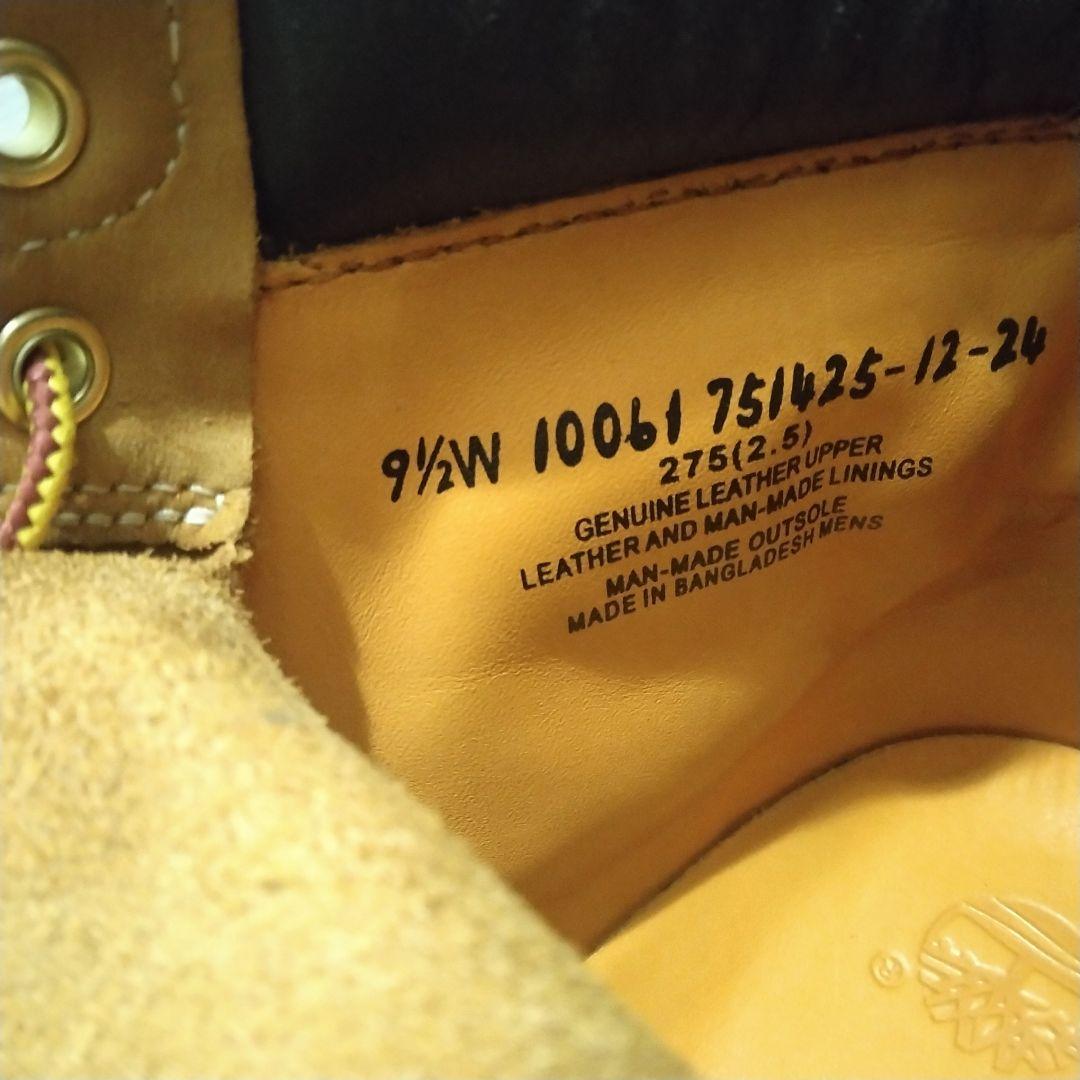 9½W 10061 751425-12-24
275(2.5)
GENUINE LEATHER UPPER
LEATHER AND MAN-MADE LININGS
MAN-MADE OUTSOLE
MADE IN BANGLADESH MENS
®